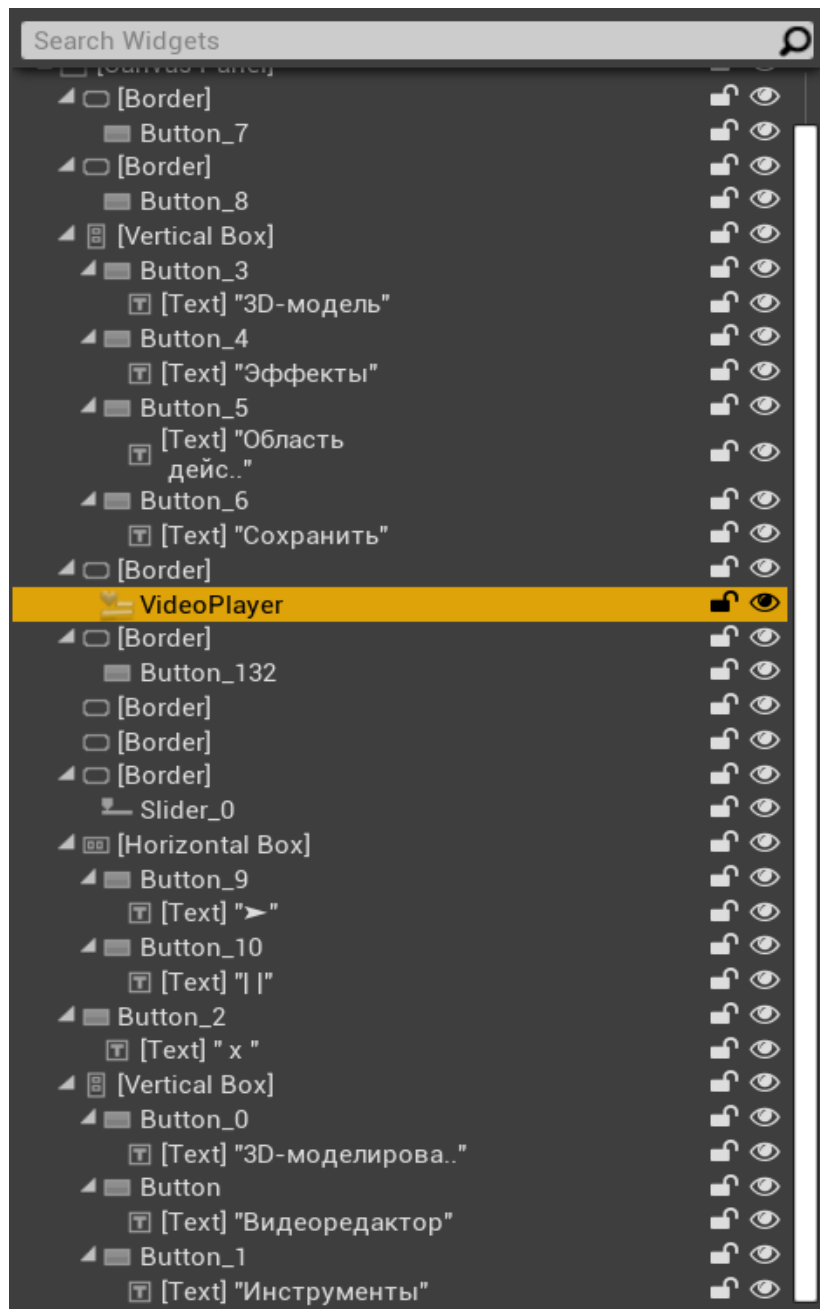 Search Widgets
[Canvas Panel]
[Border]
Button_7
[Border]
Button_8
[Vertical Box]
Button_3
[Text] "3D-модель"
Button_4
[Text] "Эффекты"
Button_5
[Text] "Область
дейс.."
Button_6
[Text] "Сохранить"
[Border]
VideoPlayer
[Border]
Button_132
[Border]
[Border]
[Border]
Slider_0
[Horizontal Box]
Button_9
[Text] "➤"
Button_10
[Text] "| |"
Button_2
[Text] " x "
[Vertical Box]
Button_0
[Text] "3D-моделирова.."
Button
[Text] "Видеоредактор"
Button_1
[Text] "Инструменты"